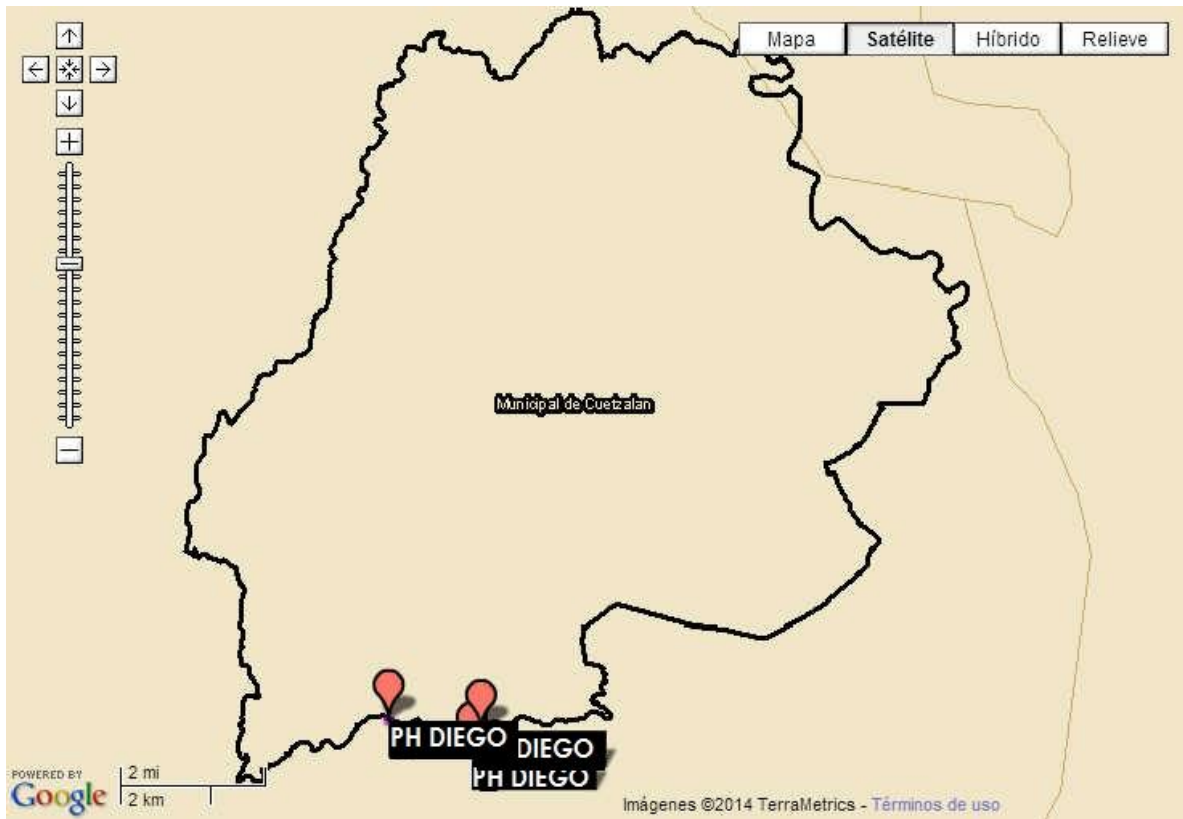 Mapa Satélite Híbrido Relieve
Municipal de Cuetzalan
PH DIEGO
DIEGO
PH DIEGO
POWERED BY
Google
2 mi
2 km
Imágenes ©2014 TerraMetrics - Términos de uso